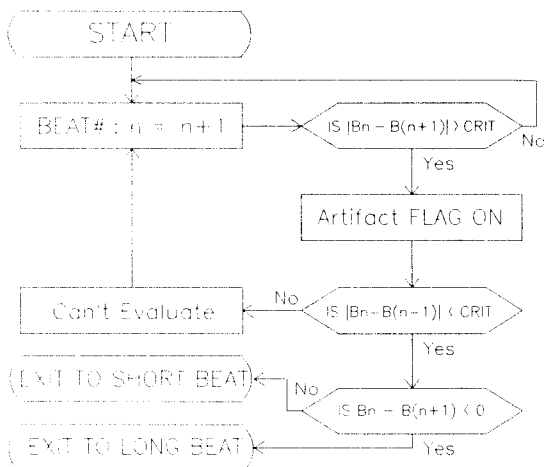 START
BEAT# : n = n+1
IS |Bn - B(n+1)| > CRIT
No
Yes
Artifact FLAG ON
Can't Evaluate
No
IS |Bn-B(n-1)| < CRIT
Yes
EXIT TO SHORT BEAT
No
IS Bn - B(n+1) < 0
EXIT TO LONG BEAT
Yes